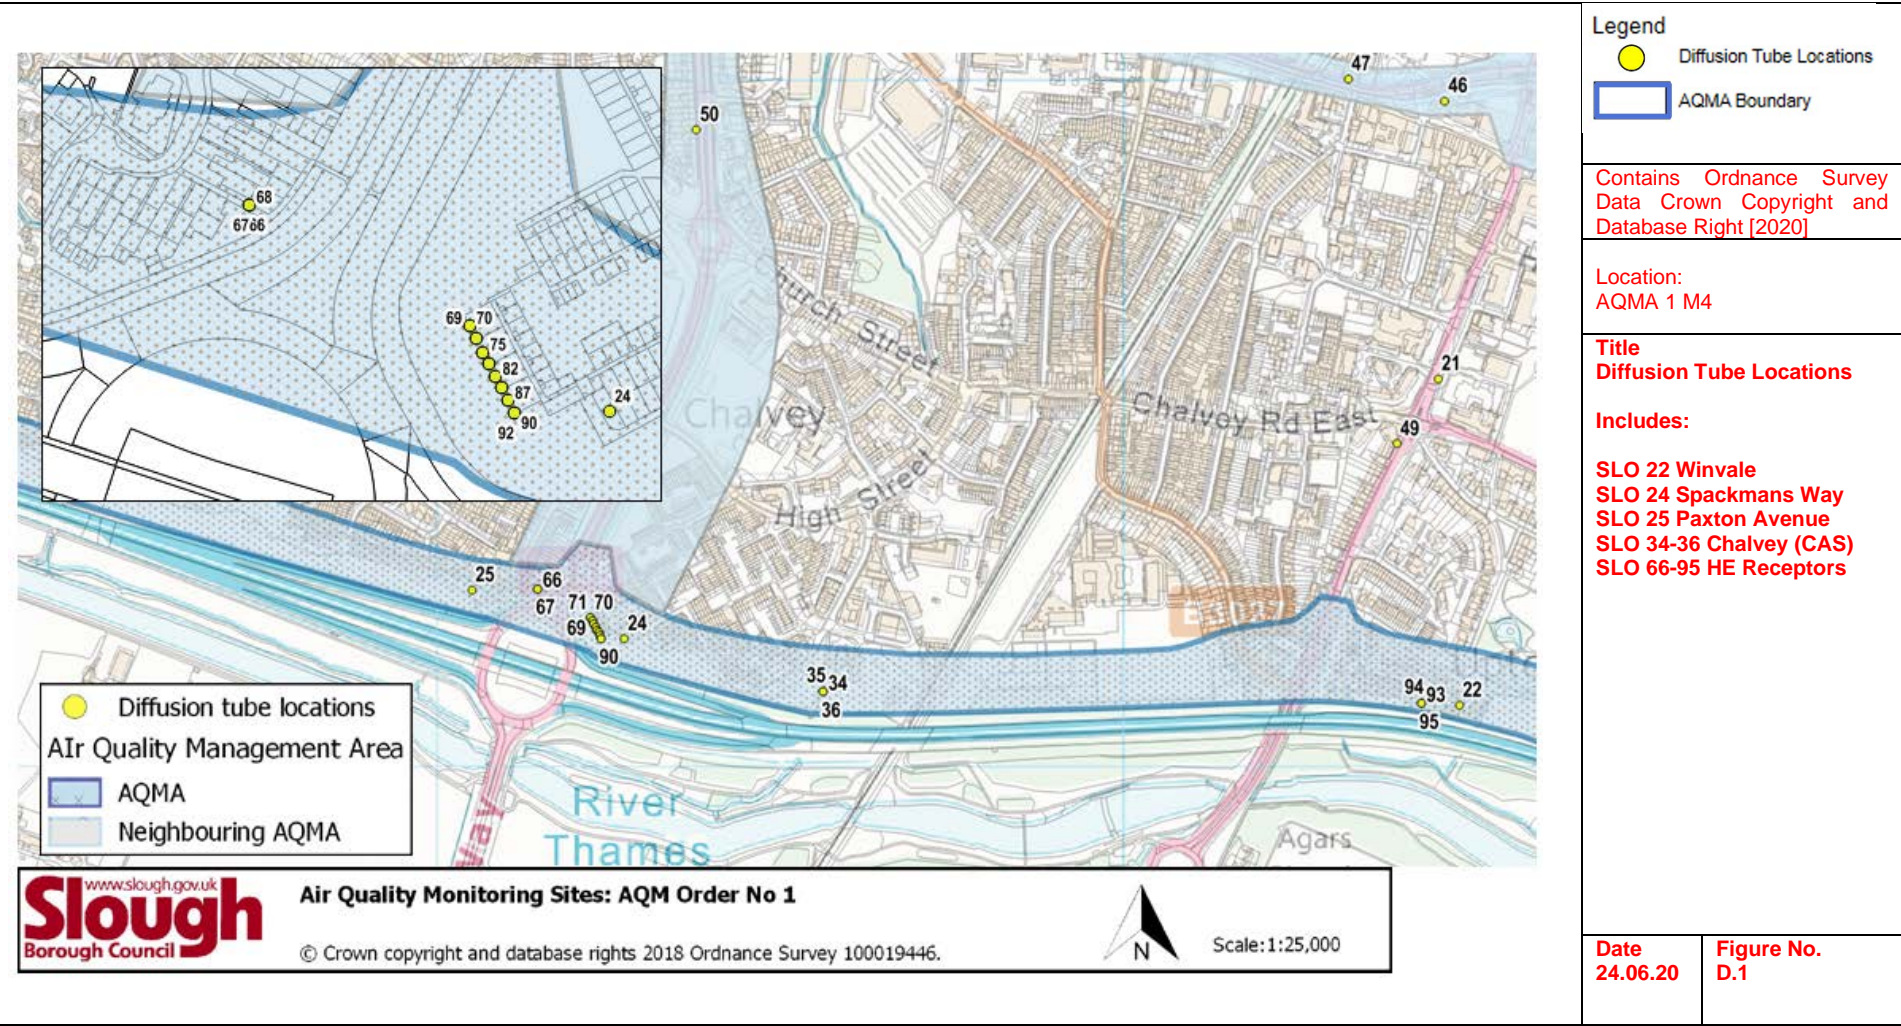 47
46
50
68
6766
69 70
75
82
87
90
92
24
Church Street
Chalvey
High Street
Chalvey Rd East
21
49
25
66
67
71 70
69
24
90
35
34
36
94
93
22
95
River
Thames
Agars
Diffusion tube locations
AIr Quality Management Area
AQMA
Neighbouring AQMA
www.slough.gov.uk
Slough
Borough Council
Air Quality Monitoring Sites: AQM Order No 1
© Crown copyright and database rights 2018 Ordnance Survey 100019446.
N
Scale:1:25,000
Legend
Diffusion Tube Locations
AQMA Boundary
Contains Ordnance Survey
Data Crown Copyright and
Database Right [2020]
Location:
AQMA 1 M4
Title
Diffusion Tube Locations
Includes:
SLO 22 Winvale
SLO 24 Spackmans Way
SLO 25 Paxton Avenue
SLO 34-36 Chalvey (CAS)
SLO 66-95 HE Receptors
Date
24.06.20
Figure No.
D.1